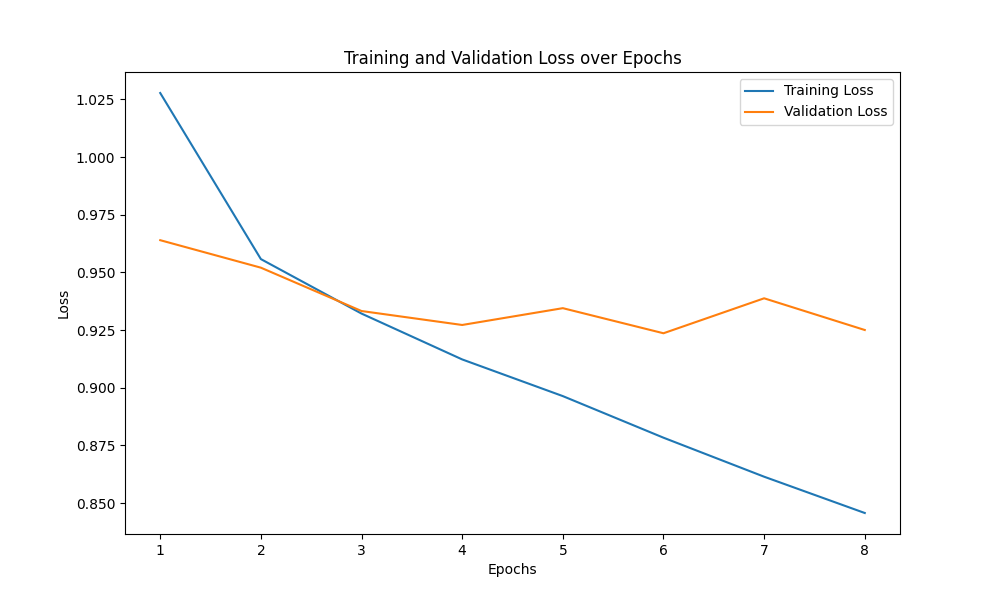 Training and Validation Loss over Epochs
Training Loss
Validation Loss
1.025
1.000
0.975
0.950
0.925
0.900
0.875
0.850
Loss
1 2 3 4 5 6 7 8
Epochs